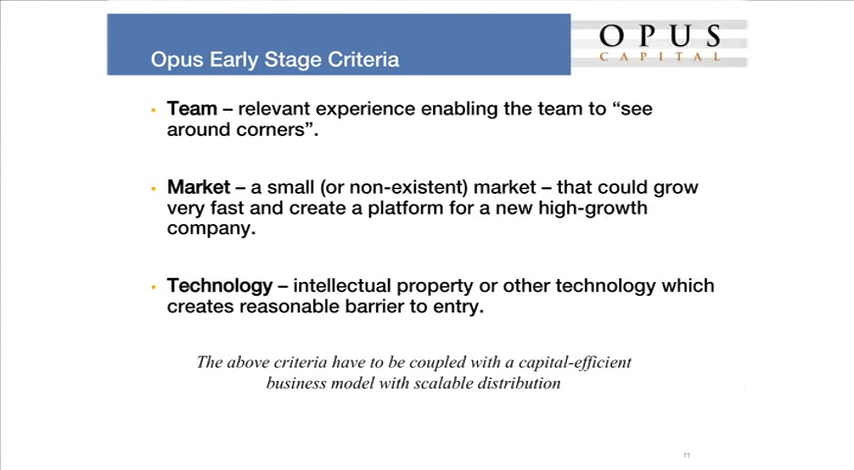 Opus Early Stage Criteria
OPUS
CAPITAL
• Team – relevant experience enabling the team to “see
around corners”.
• Market – a small (or non-existent) market – that could grow
very fast and create a platform for a new high-growth
company.
• Technology – intellectual property or other technology which
creates reasonable barrier to entry.
The above criteria have to be coupled with a capital-efficient
business model with scalable distribution
11